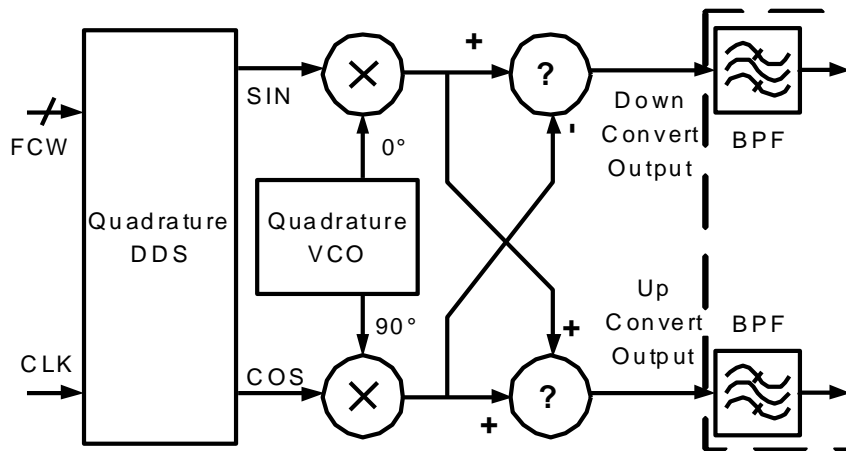 +
?
SIN
FCW
0°
-
Down
Convert
Output
BPF
Quadrature
DDS
Quadrature
VCO
90°
+
Up
Convert
Output
BPF
CLK
COS
+
?